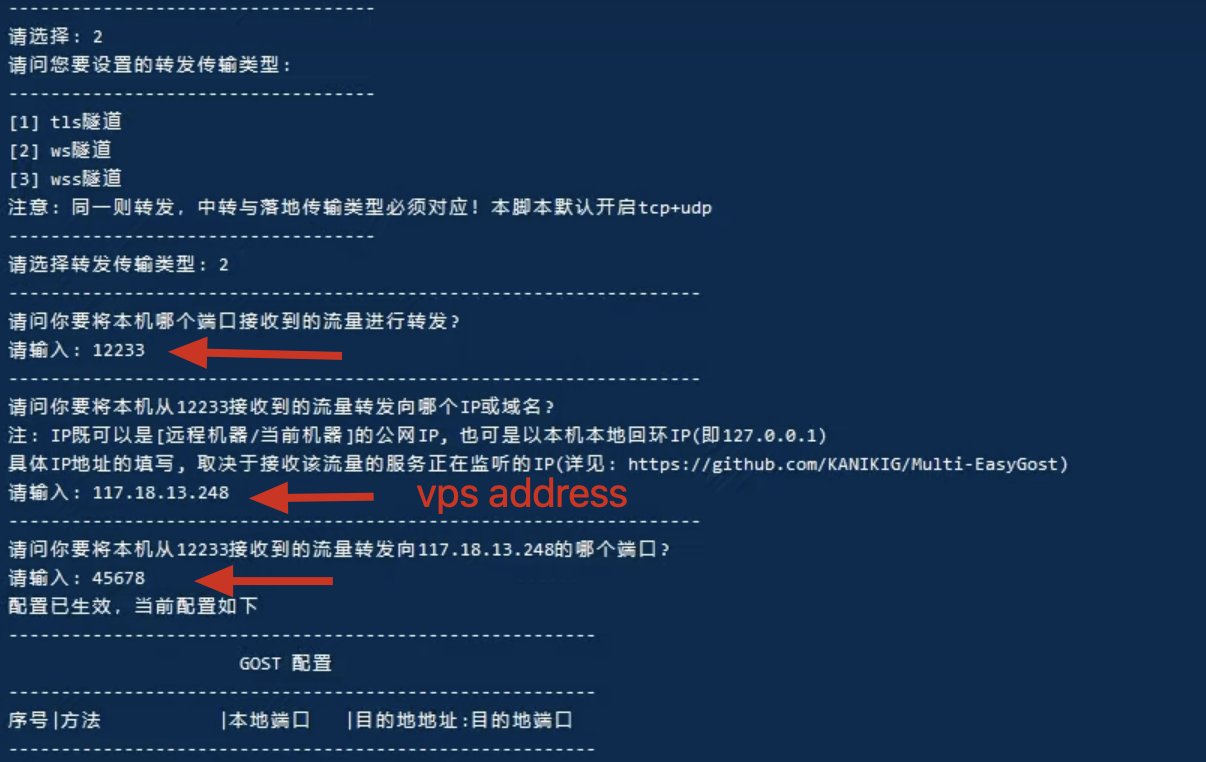 -----------------------------------
请选择: 2
请问您要设置的转发传输类型:
-----------------------------------
[1] tls隧道
[2] ws隧道
[3] wss隧道
注意: 同一则转发, 中转与落地传输类型必须对应! 本脚本默认开启tcp+udp
-----------------------------------
请选择转发传输类型: 2
------------------------------------------------------------------
请问你要将本机哪个端口接收到的流量进行转发?
请输入: 12233
------------------------------------------------------------------
请问你要将本机从12233接收到的流量转发向哪个IP或域名?
注: IP既可以是[远程机器/当前机器]的公网IP, 也可是以本机本地回环IP(即127.0.0.1)
具体IP地址的填写, 取决于接收该流量的服务正在监听的IP(详见: https://github.com/KANIKIG/Multi-EasyGost)
请输入: 117.18.13.248 vps address
------------------------------------------------------------------
请问你要将本机从12233接收到的流量转发向117.18.13.248的哪个端口?
请输入: 45678
配置已生效, 当前配置如下
--------------------------------------------------------
GOST 配置
--------------------------------------------------------
序号|方法 |本地端口 |目的地地址:目的地端口
--------------------------------------------------------